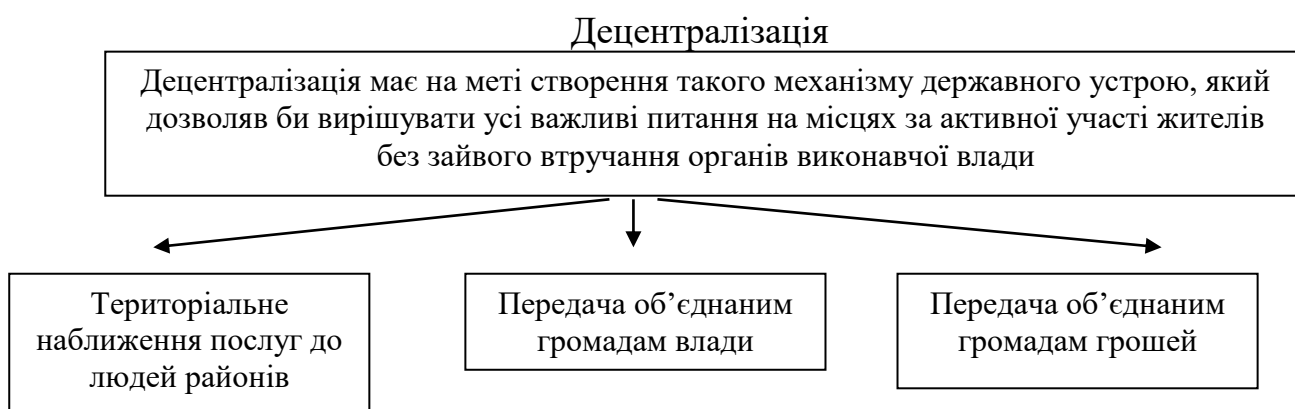 Децентралізація
Децентралізація має на меті створення такого механізму державного устрою, який
дозволяв би вирішувати усі важливі питання на місцях за активної участі жителів
без зайвого втручання органів виконавчої влади
Територіальне
наближення послуг до
людей районів
Передача об’єднаним
громадам влади
Передача об’єднаним
громадам грошей